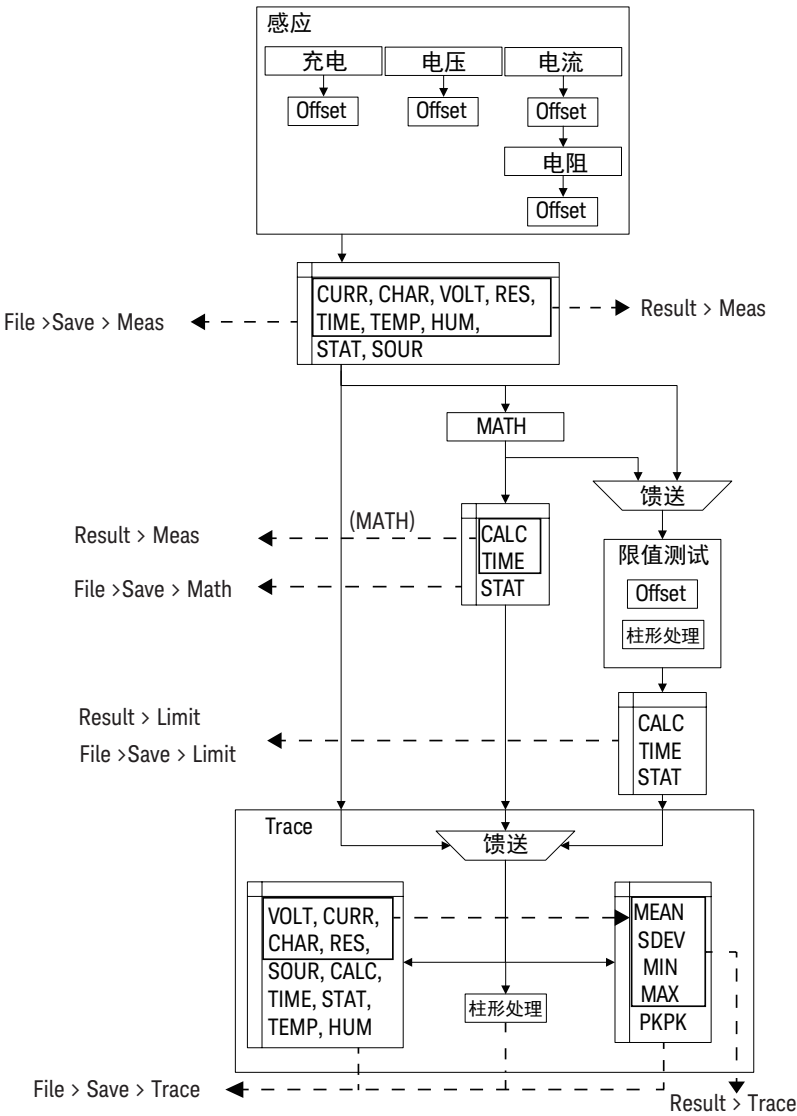 感应
充电
电压
电流
Offset
Offset
Offset
电阻
Offset
CURR, CHAR, VOLT, RES,
TIME, TEMP, HUM,
STAT, SOUR
File >Save > Meas
Result > Meas
MATH
馈送
(MATH)
Result > Meas
File >Save > Math
CALC
TIME
STAT
限值测试
Offset
柱形处理
Result > Limit
File >Save > Limit
CALC
TIME
STAT
Trace
馈送
VOLT, CURR,
CHAR, RES,
SOUR, CALC,
TIME, STAT,
TEMP, HUM
柱形处理
MEAN
SDEV
MIN
MAX
PKPK
File > Save > Trace
Result > Trace